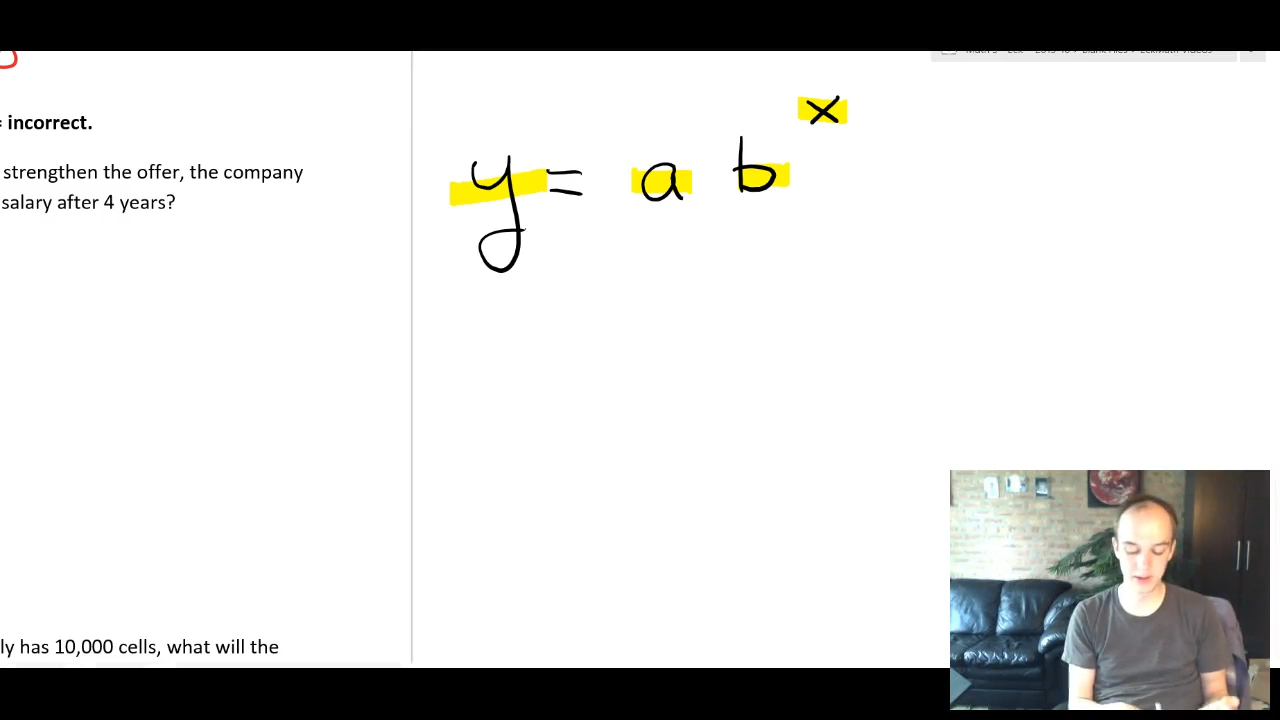 = incorrect.
strengthen the offer, the company
salary after 4 years?
y = a b^x
ly has 10,000 cells, what will the